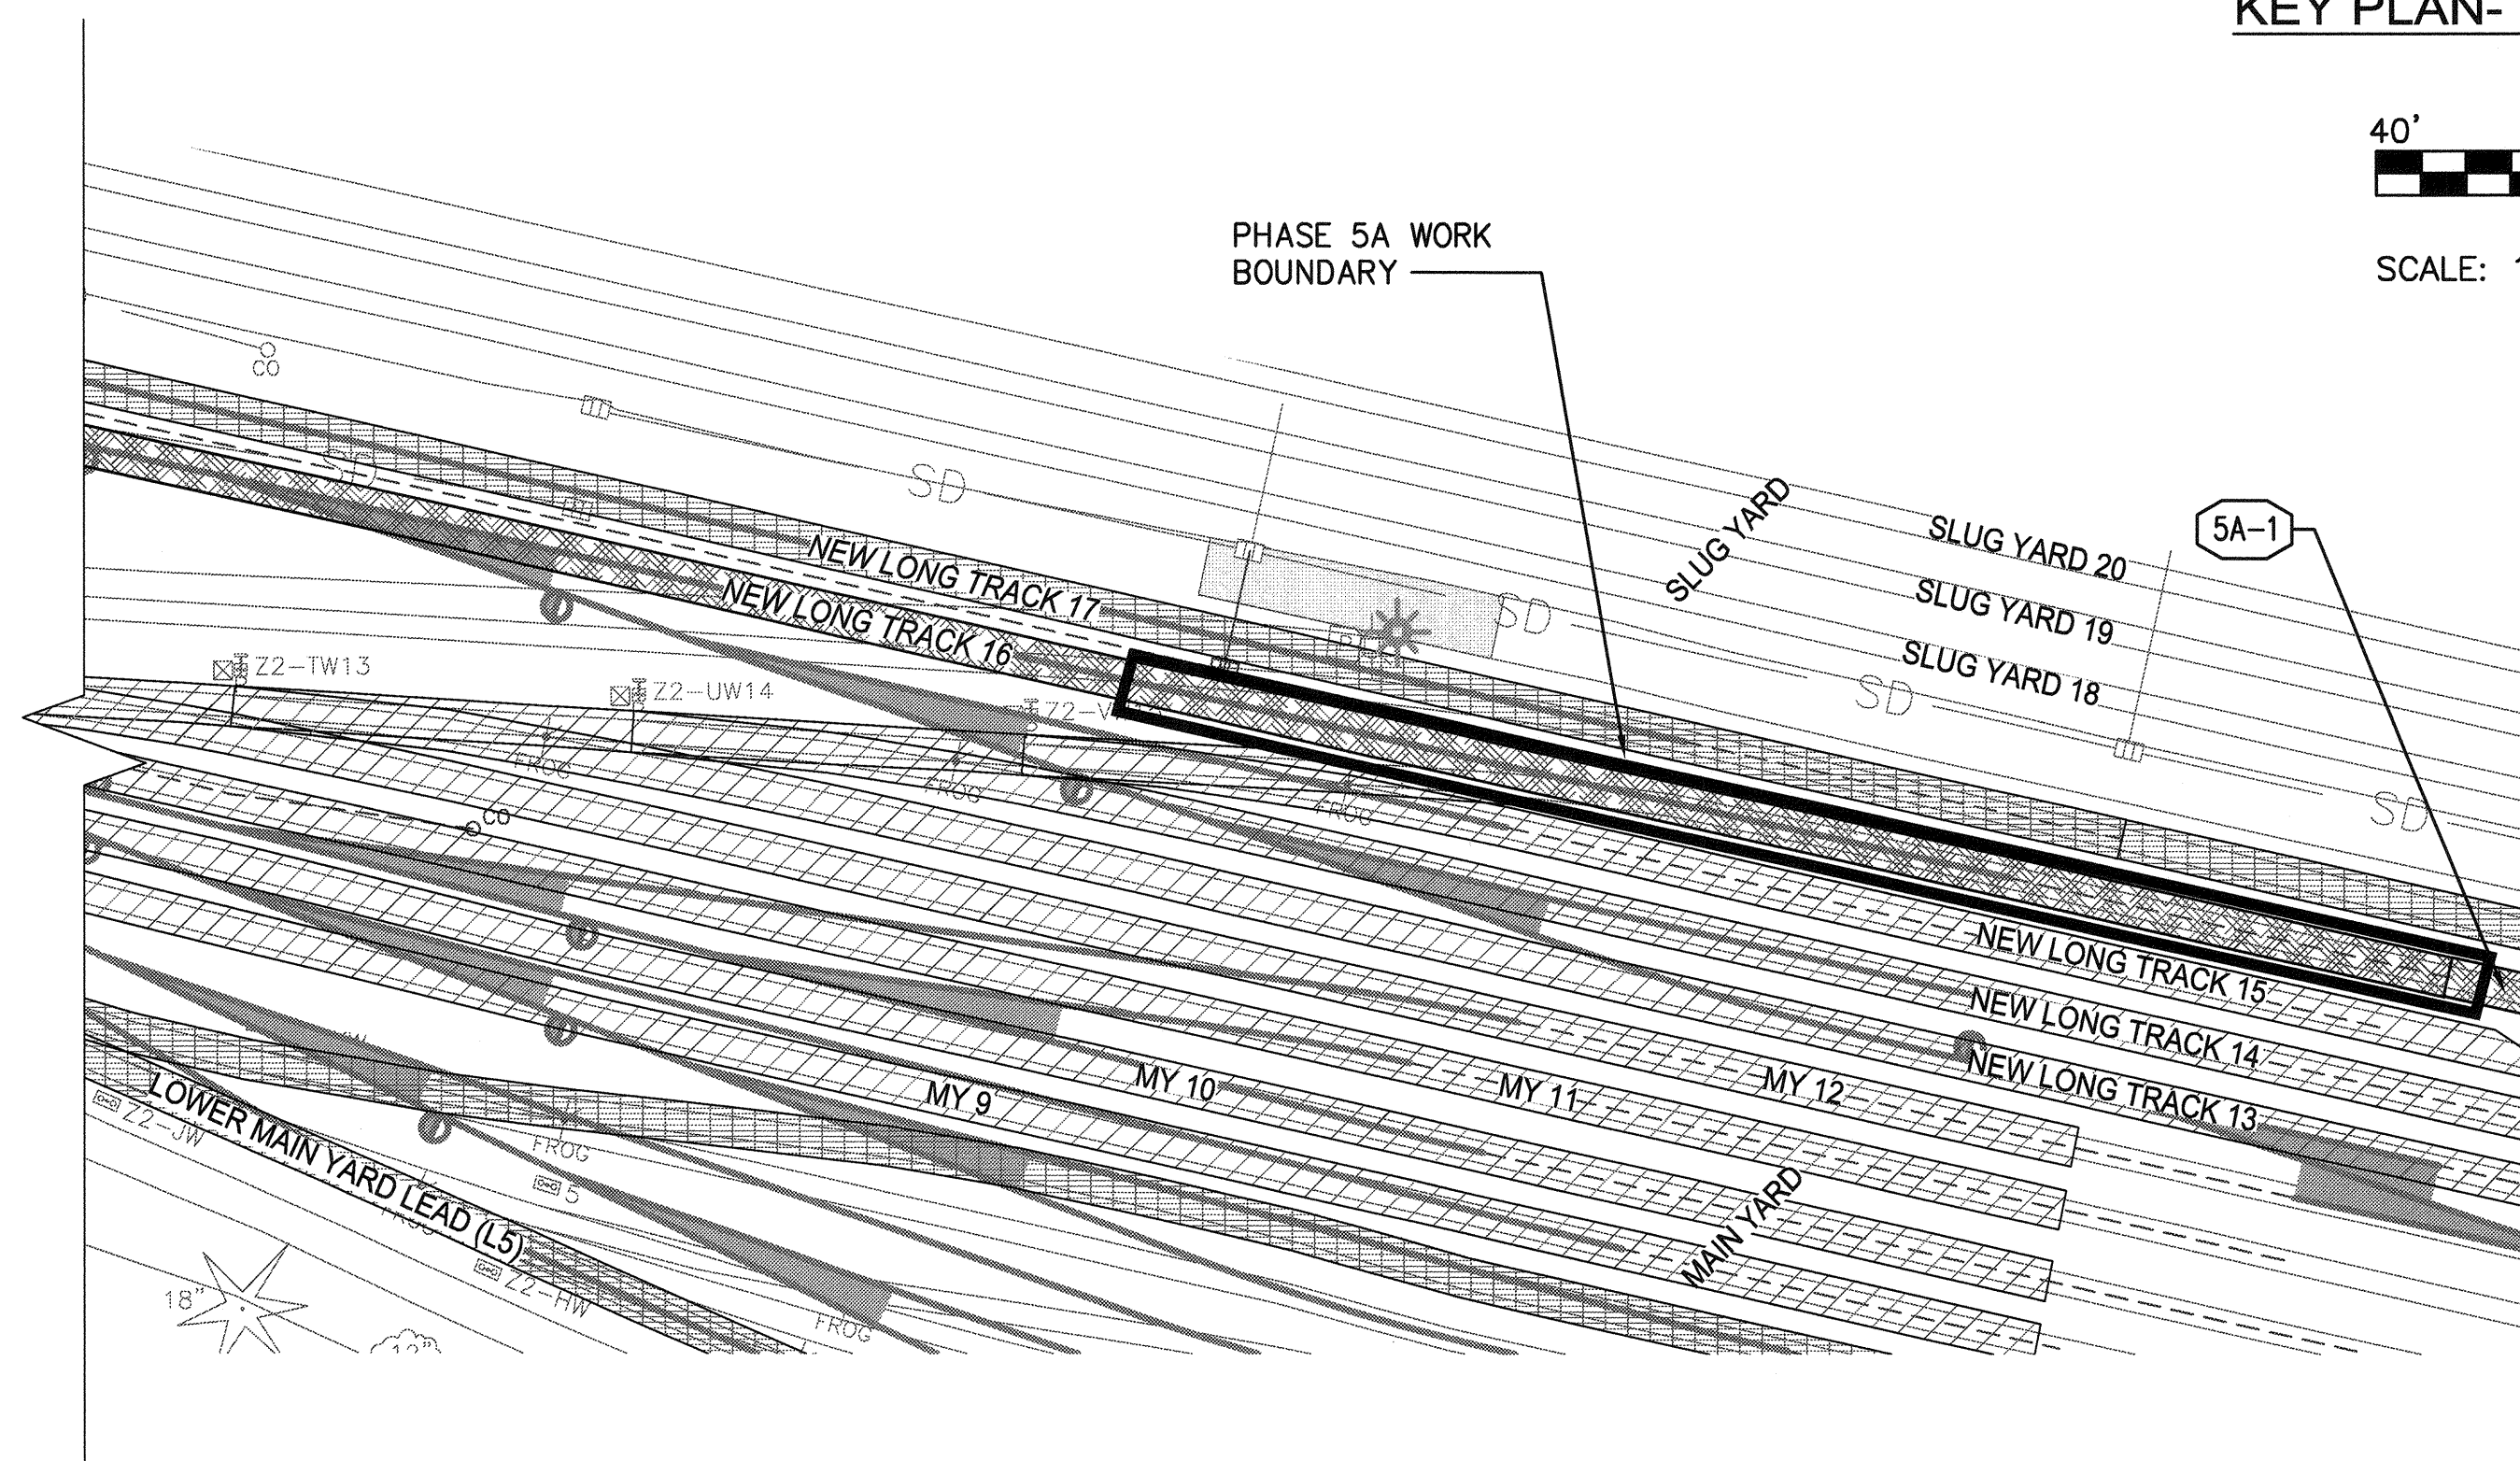 KEY PLAN-
40'
SCALE:
PHASE 5A WORK
BOUNDARY
CO
SD
SD
SD
SD
SD
SLUG YARD
SLUG YARD 20
SLUG YARD 19
SLUG YARD 18
5A-1
NEW LONG TRACK 17
NEW LONG TRACK 16
Z2-TW13
Z2-UW14
Z2-V
FROG
FROG
FROG
CO
NEW LONG TRACK 15
NEW LONG TRACK 14
NEW LONG TRACK 13
MY 9
MY 10
MY 11
MY 12
MAIN YARD
LOWER MAIN YARD LEAD (L5)
Z2-JW
FROG
5
FROG
Z2-HW
FROG
18"
12"